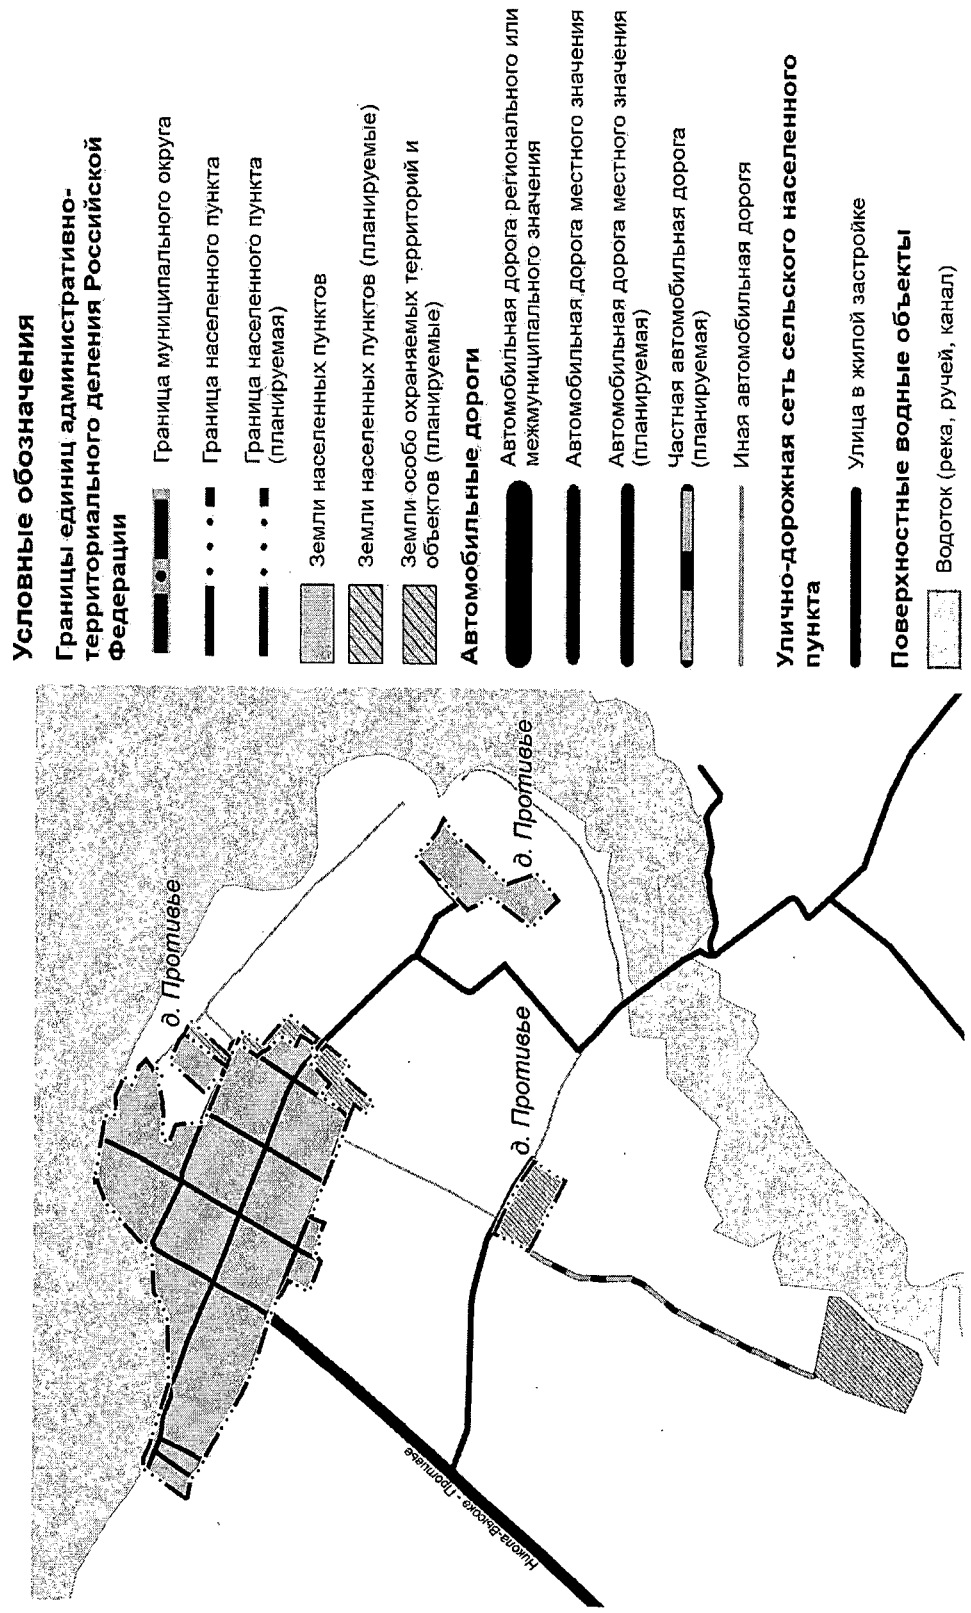 Условные обозначения
Границы единиц административно-
территориального деления Российской
Федерации
Граница муниципального округа
Граница населенного пункта
Граница населенного пункта
(планируемая)
Земли населенных пунктов
Земли населенных пунктов (планируемые)
Земли особо охраняемых территорий и
объектов (планируемые)
Автомобильные дороги
Автомобильная дорога регионального или
межмуниципального значения
Автомобильная дорога местного значения
Автомобильная дорога местного значения
(планируемая)
Частная автомобильная дорога
(планируемая)
Иная автомобильная дорога
Улично-дорожная сеть сельского населенного
пункта
Улица в жилой застройке
Поверхностные водные объекты
Водоток (река, ручей, канал)
д. Противье
д. Противье
д. Противье
Никола-Высока - Противье